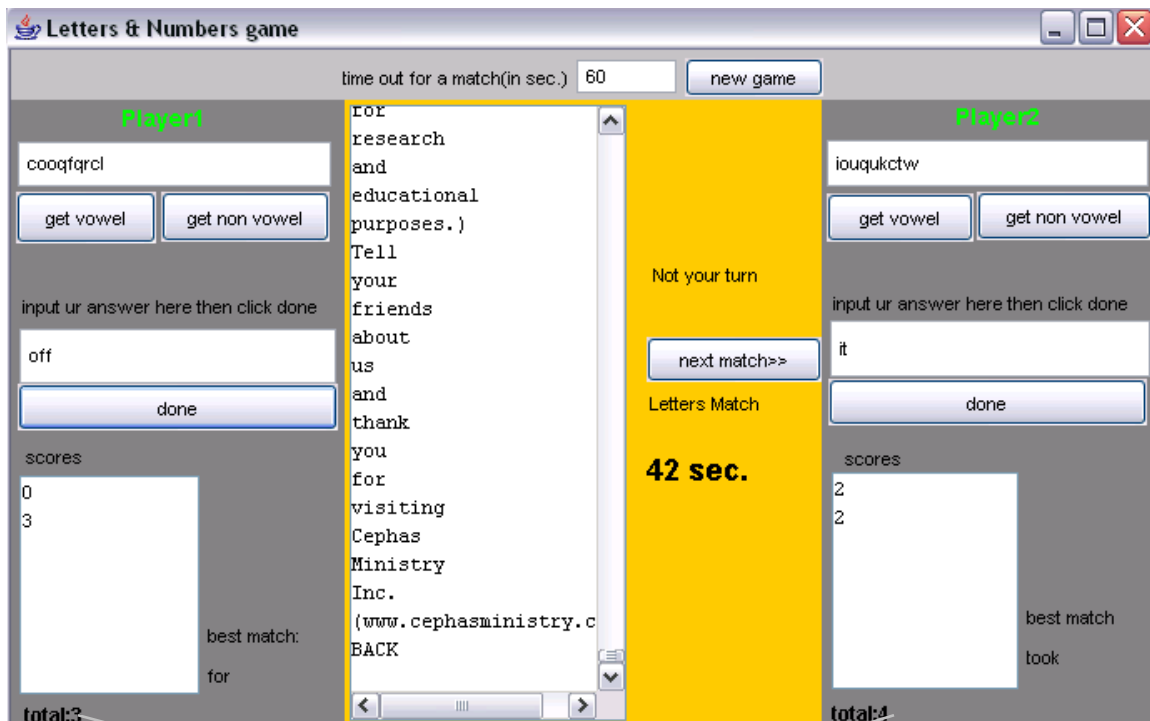 Letters & Numbers game
time out for a match(in sec.) 60 new game
Player1
cooqfqrcl
get vowel get non vowel
input ur answer here then click done
off
done
scores
0
3
best match:
for
total:3
for
research
and
educational
purposes.)
Tell
your
friends
about
us
and
thank
you
for
visiting
Cephas
Ministry
Inc.
(www.cephasministry.c
BACK
Not your turn
next match>>
Letters Match
42 sec.
Player2
iouqukctw
get vowel get non vowel
input ur answer here then click done
it
done
scores
2
2
best match
took
total:4